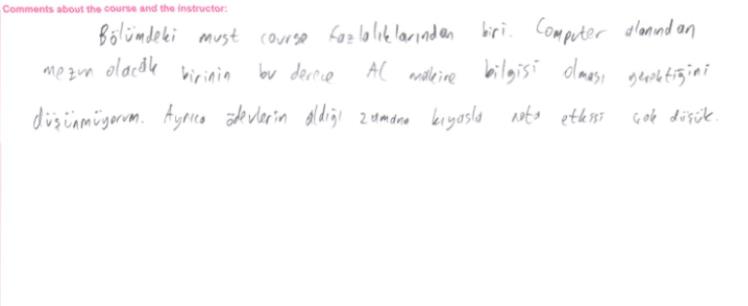 Comments about the course and the instructor:
Bölümdeki must course fazlalıklarından biri. Computer alanından
mezun olacak birinin bu derece AC makine bilgisi olması gerektiğini
düşünmüyorum. Ayrıca ödevlerin aldığı zamana kıyasla nota etkisi çok düşük.